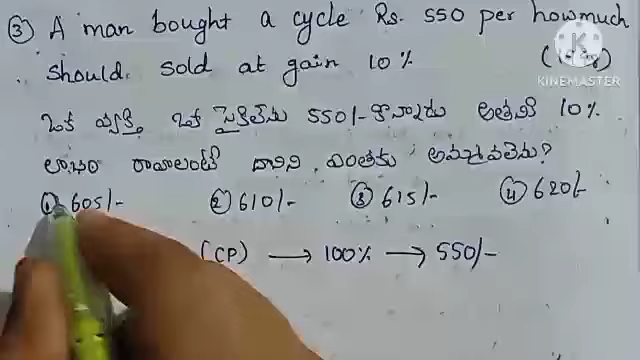 ③ A man bought a cycle Rs. 550 per howmuch
should sold at gain 10%
KINEMASTER
ఒక వ్యక్తి ఒక సైకిల్‌ను 550/- కొనాడు అతనికి 10%
లాభం రావాలంటే దానిని ఎంతకు అమ్మవలెను?
① 605/- ② 610/- ③ 615/- ④ 620/-
(CP) → 100% → 550/-